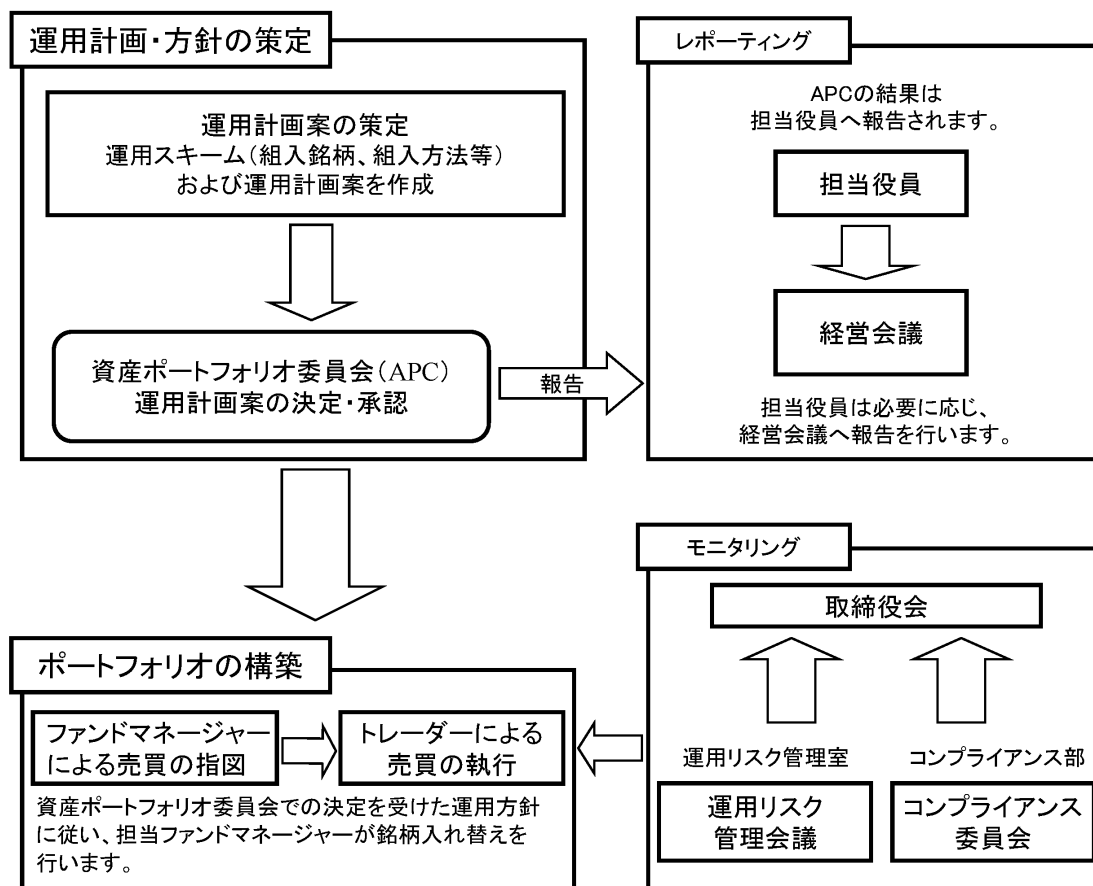 運用計画・方針の策定
運用計画案の策定
運用スキーム（組入銘柄、組入方法等）
および運用計画案を作成
資産ポートフォリオ委員会（APC）
運用計画案の決定・承認
報告
レポーティング
APCの結果は
担当役員へ報告されます。
担当役員
経営会議
担当役員は必要に応じ、
経営会議へ報告を行います。
ポートフォリオの構築
ファンドマネージャー
による売買の指図
トレーダーによる
売買の執行
資産ポートフォリオ委員会での決定を受けた運用方針
に従い、担当ファンドマネージャーが銘柄入れ替えを
行います。
モニタリング
取締役会
運用リスク管理室
運用リスク
管理会議
コンプライアンス部
コンプライアンス
委員会